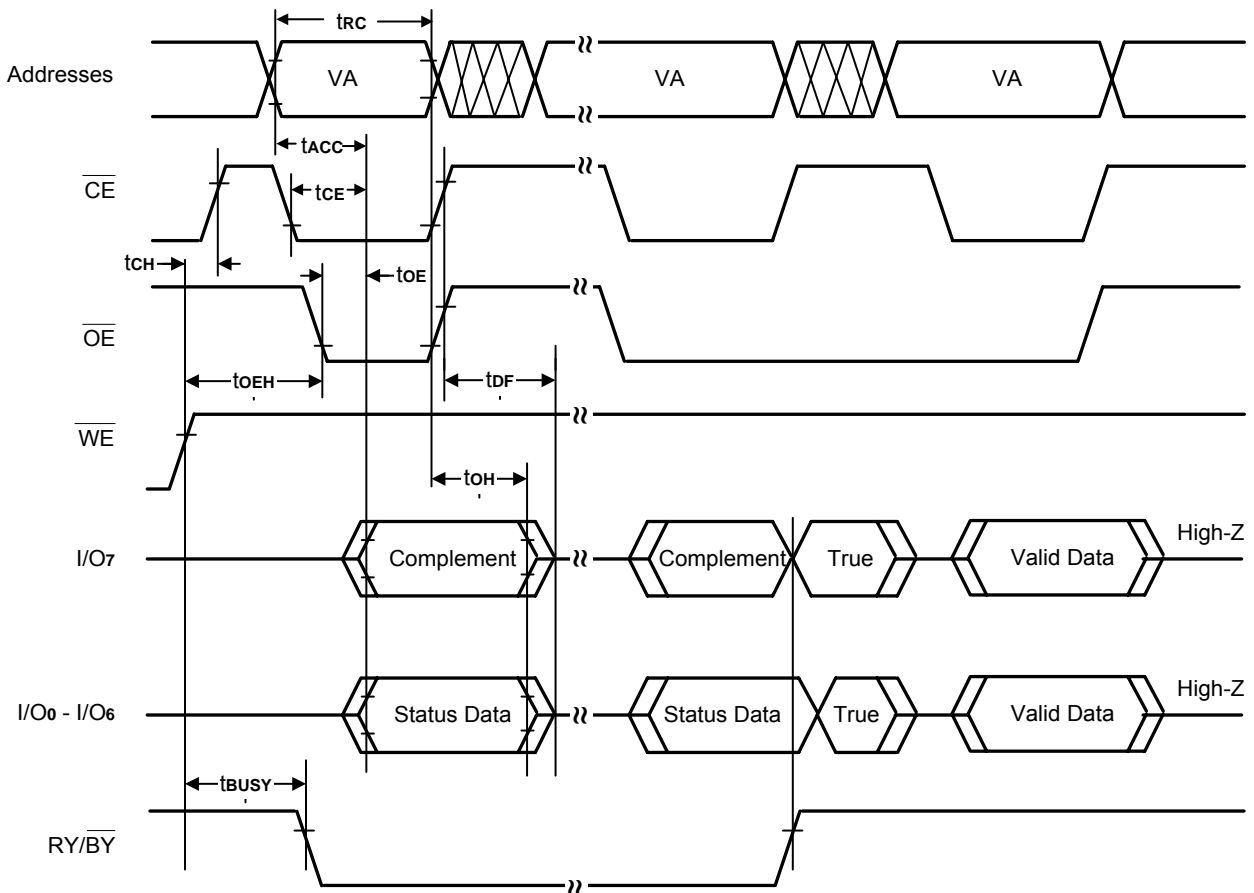 tRC
Addresses VA VA VA
tACC
CE tCE
tCH tOE
OE
tOEH tDF
WE
tOH
High-Z
I/O7 Complement Complement True Valid Data
High-Z
I/O0 - I/O6 Status Data Status Data True Valid Data
tBUSY
RY/BY